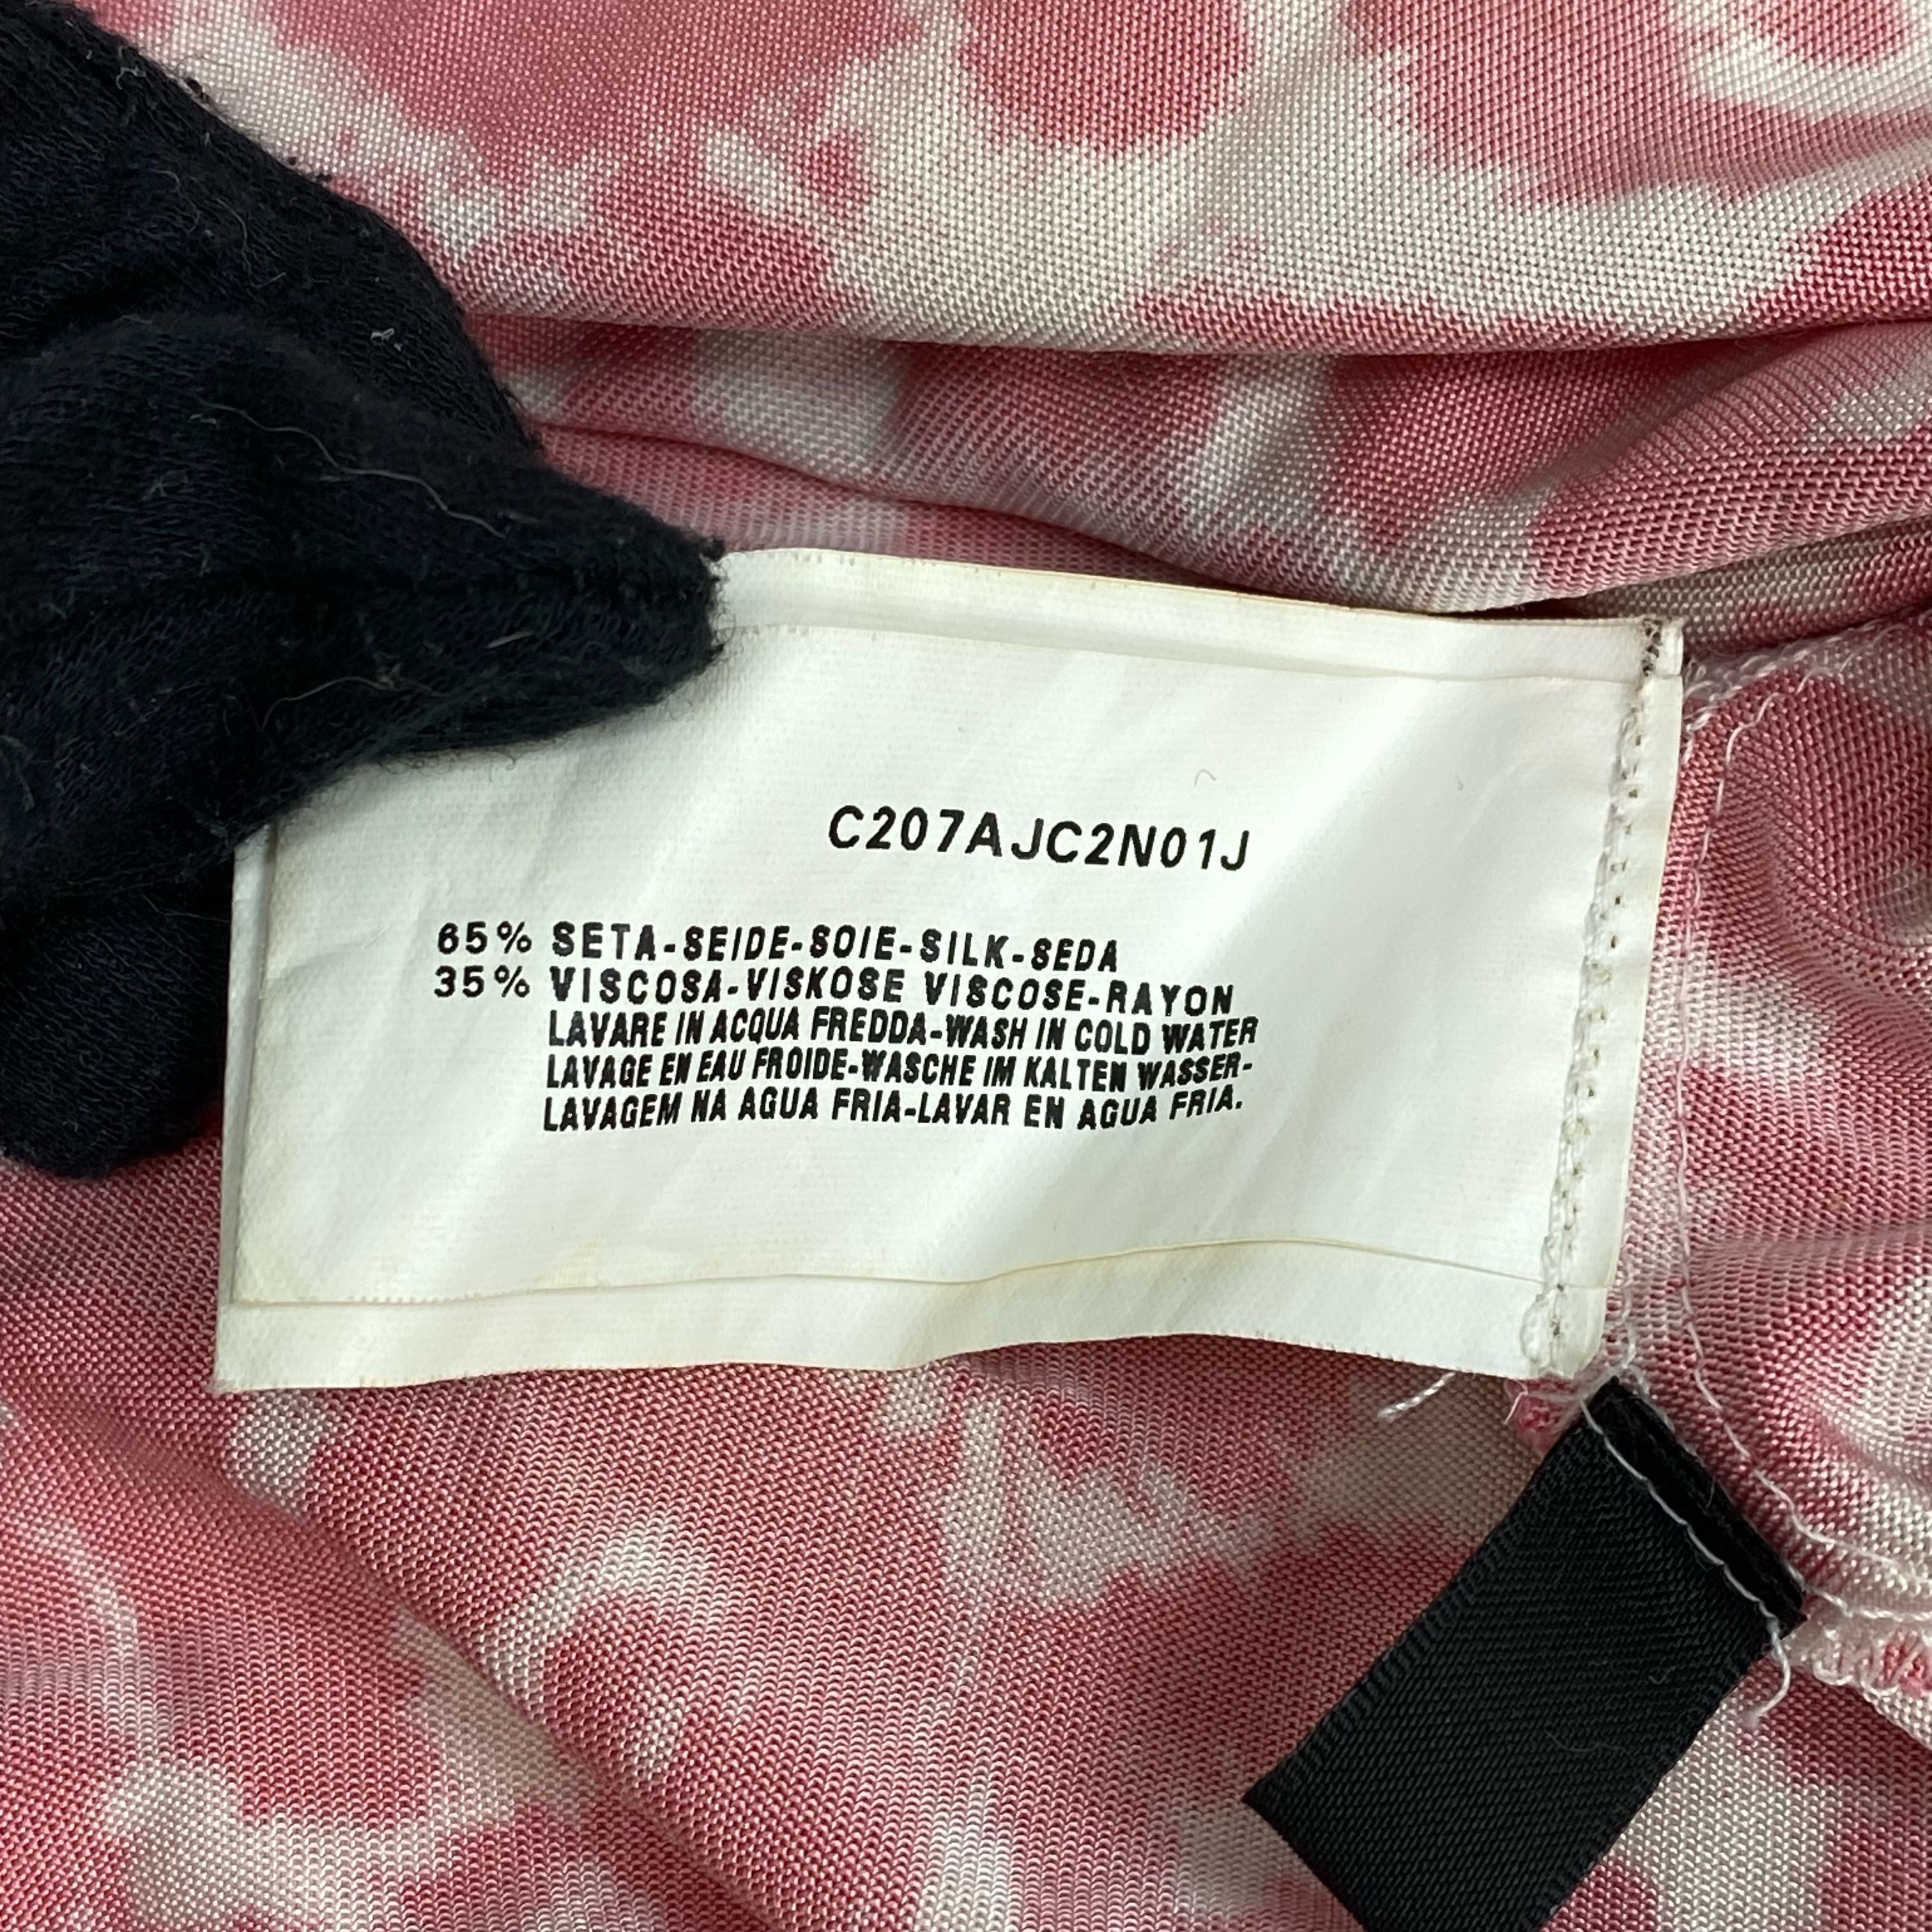 C207AJC2N01J
65% SETA-SEIDE-SOIE-SILK-SEDA
35% VISCOSA-VISKOSE VISCOSE-RAYON
LAVARE IN ACQUA FREDDA-WASH IN COLD WATER
LAVAGE EN EAU FROIDE-WASCHE IM KALTEN WASSER-
LAVAGEM NA AGUA FRIA-LAVAR EN AGUA FRIA.